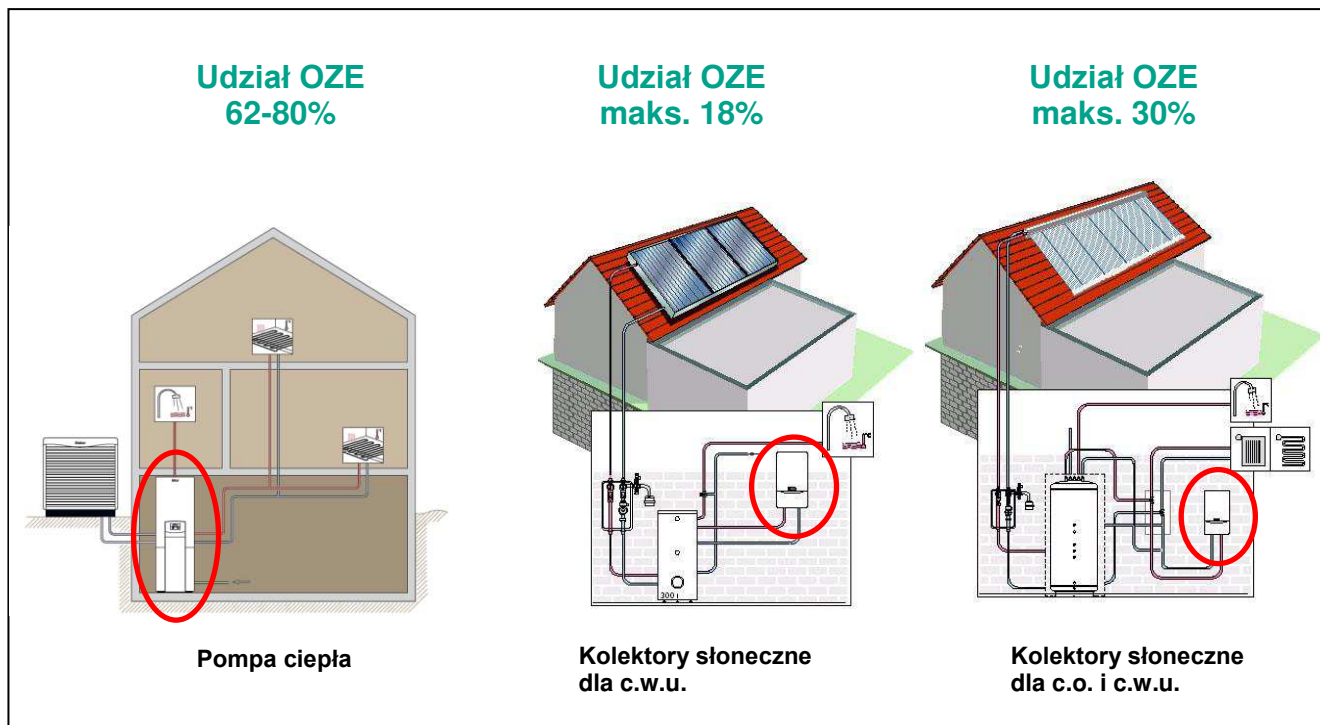 Udział OZE
62-80%
Udział OZE
maks. 18%
Udział OZE
maks. 30%
300 l
Pompa ciepła
Kolektory słoneczne
dla c.w.u.
Kolektory słoneczne
dla c.o. i c.w.u.